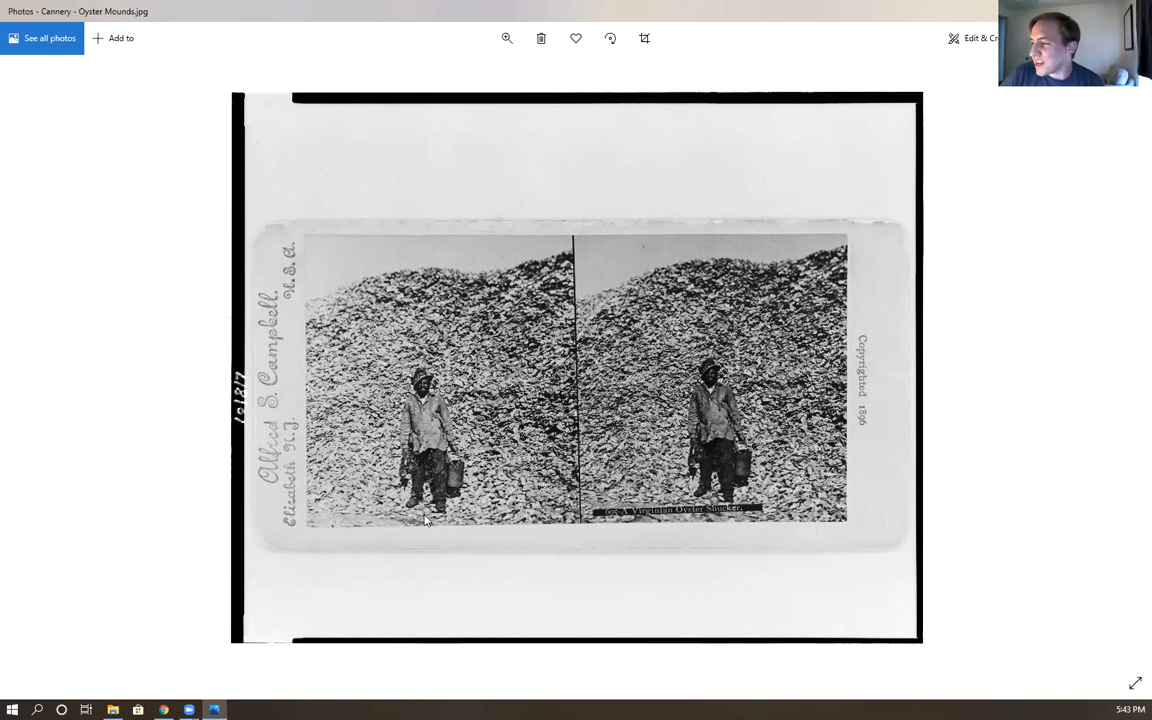 Photos - Cannery - Oyster Mounds.jpg
See all photos
Add to
Edit & Cr
Alfred S. Campbell.
Elizabeth N.J. U.S.A.
Copyrighted 1896
A Virginian Oyster Shucker.
5:43 PM